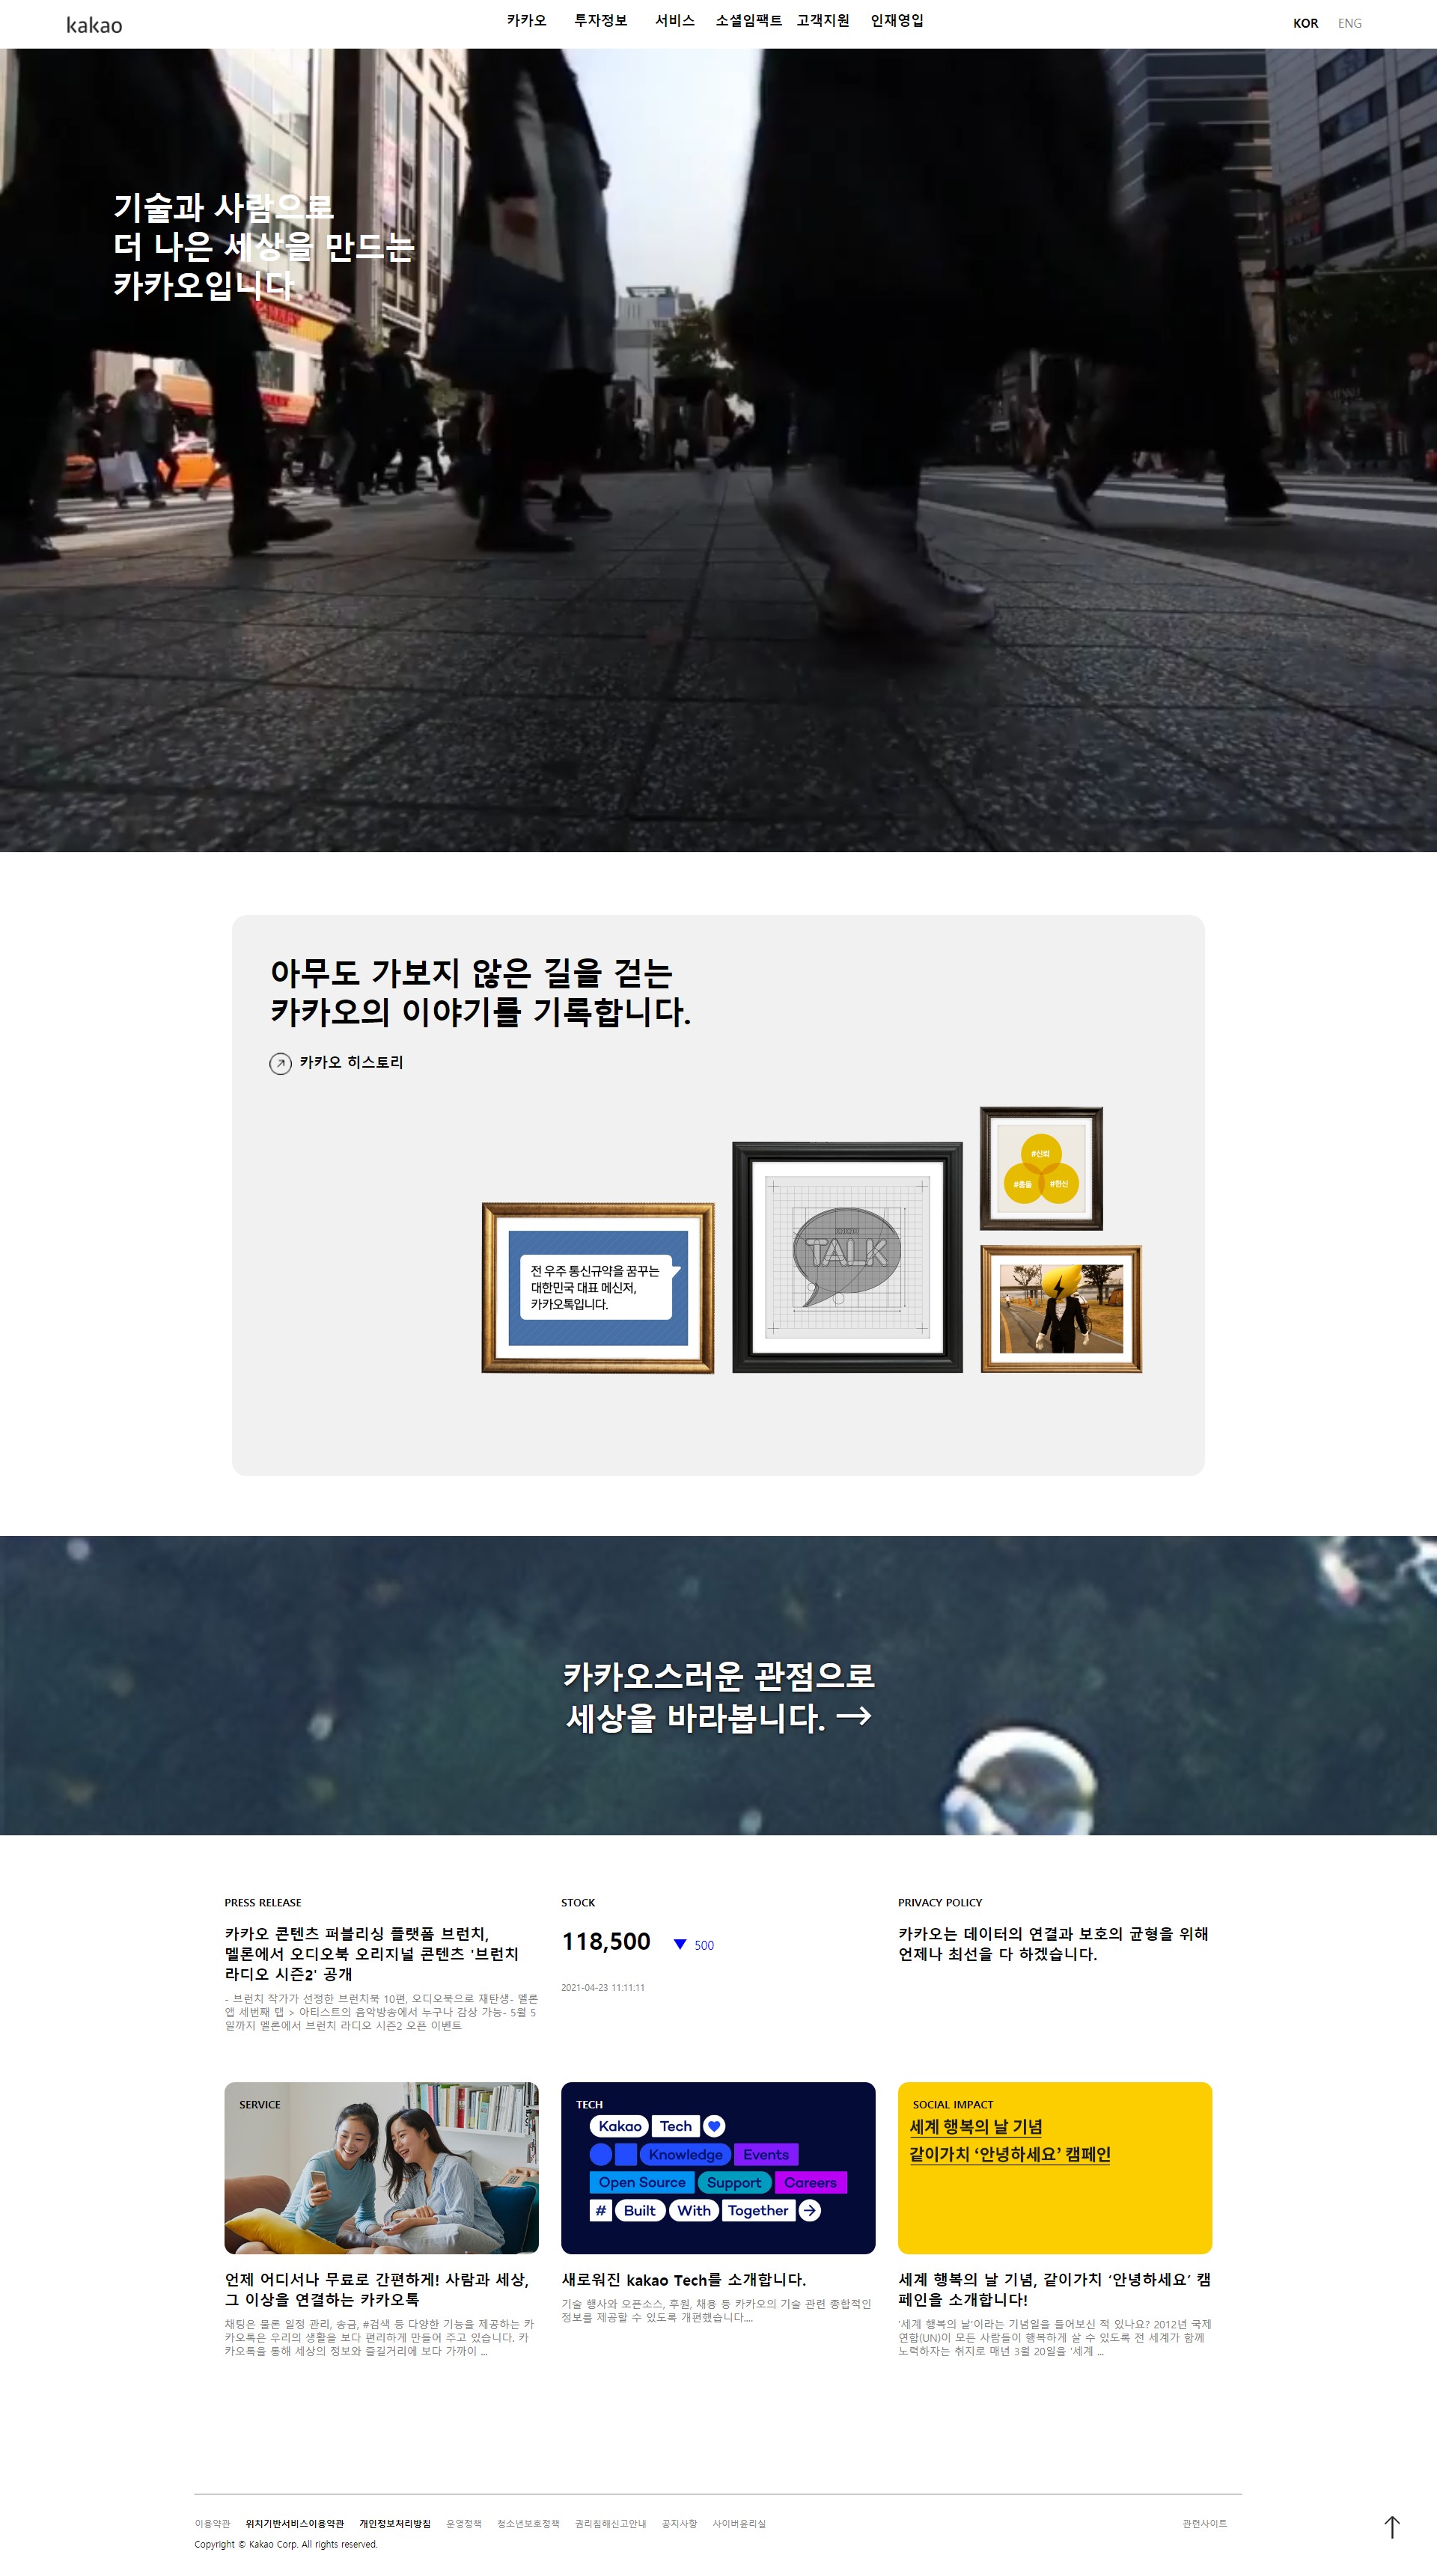 kakao
카카오 투자정보 서비스 소셜임팩트 고객지원 인재영입
KOR ENG
기술과 사람으로
더 나은 세상을 만드는
카카오입니다.
아무도 가보지 않은 길을 걷는
카카오의 이야기를 기록합니다.
카카오 히스토리
#신뢰
#충돌 #헌신
전 우주 통신규약을 꿈꾸는
대한민국 대표 메신저,
카카오톡입니다.
TALK
카카오스러운 관점으로
세상을 바라봅니다. →
PRESS RELEASE
카카오 콘텐츠 퍼블리싱 플랫폼 브런치,
멜론에서 오디오북 오리지널 콘텐츠 '브런치
라디오 시즌2' 공개
- 브런치 작가가 선정한 브런치북 10편, 오디오북으로 재탄생- 멜론
앱 세번째 탭 > 아티스트의 음악방송에서 누구나 감상 가능- 5월 5
일까지 멜론에서 브런치 라디오 시즌2 오픈 이벤트
STOCK
118,500 ▼ 500
2021-04-23 11:11:11
PRIVACY POLICY
카카오는 데이터의 연결과 보호의 균형을 위해
언제나 최선을 다 하겠습니다.
SERVICE
언제 어디서나 무료로 간편하게! 사람과 세상,
그 이상을 연결하는 카카오톡
채팅은 물론 일정 관리, 송금, #검색 등 다양한 기능을 제공하는 카
카오톡은 우리의 생활을 보다 편리하게 만들어 주고 있습니다. 카
카오톡을 통해 세상의 정보와 즐길거리에 보다 가까이 ...
TECH
Kakao Tech
Knowledge Events
Open Source Support Careers
# Built With Together →
새로워진 kakao Tech를 소개합니다.
기술 행사와 오픈소스, 후원, 채용 등 카카오의 기술 관련 종합적인
정보를 제공할 수 있도록 개편했습니다....
SOCIAL IMPACT
세계 행복의 날 기념
같이가치 ‘안녕하세요’ 캠페인
세계 행복의 날 기념, 같이가치 ‘안녕하세요’ 캠
페인을 소개합니다!
'세계 행복의 날'이라는 기념일을 들어보신 적 있나요? 2012년 국제
연합(UN)이 모든 사람들이 행복하게 살 수 있도록 전 세계가 함께
노력하자는 취지로 매년 3월 20일을 '세계 ...
이용약관 위치기반서비스이용약관 개인정보처리방침 운영정책 청소년보호정책 권리침해신고안내 공지사항 사이버윤리실 관련사이트
Copyright © Kakao Corp. All rights reserved.